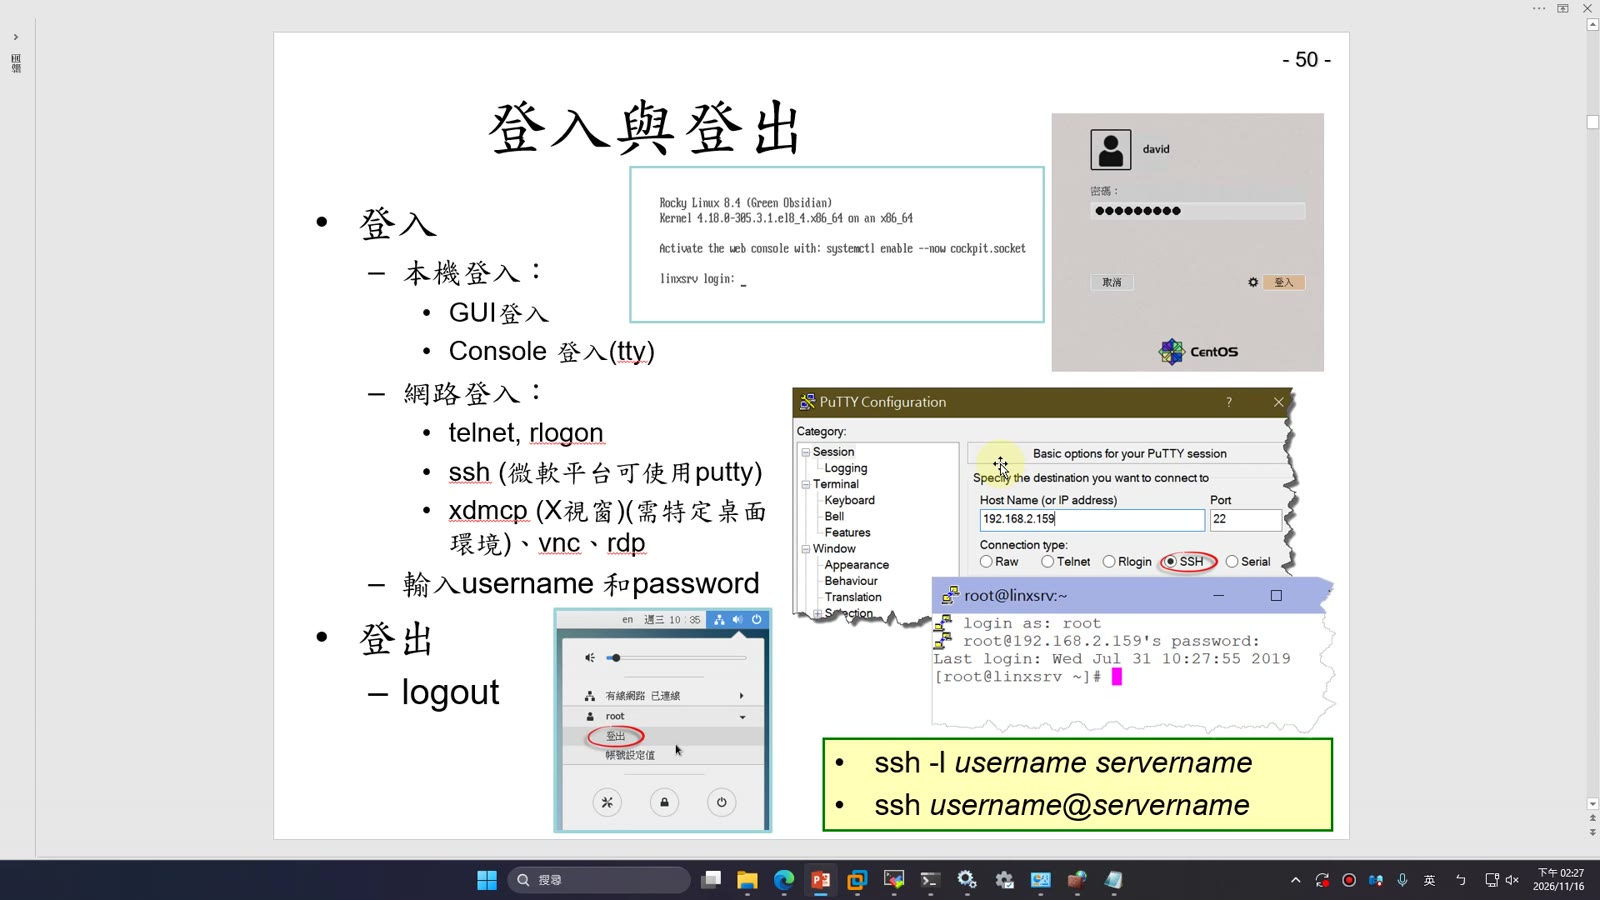 - 50 -
登入與登出
• 登入
– 本機登入：
• GUI登入
• Console 登入(tty)
– 網路登入：
• telnet, rlogon
• ssh (微軟平台可使用putty)
• xdmcp (X視窗)(需特定桌面
環境)、vnc、rdp
– 輸入username 和password
• 登出
– logout
Rocky Linux 8.4 (Green Obsidian)
Kernel 4.18.0-305.3.1.el8_4.x86_64 on an x86_64
Activate the web console with: systemctl enable --now cockpit.socket
linxsrv login: _
david
密碼：
取消
登入
CentOS
PuTTY Configuration
?
Category:
Session
Logging
Terminal
Keyboard
Bell
Features
Window
Appearance
Behaviour
Translation
Selection
Basic options for your PuTTY session
Specify the destination you want to connect to
Host Name (or IP address) Port
192.168.2.159 22
Connection type:
Raw Telnet Rlogin SSH Serial
root@linxsrv:~
login as: root
root@192.168.2.159's password:
Last login: Wed Jul 31 10:27:55 2019
[root@linxsrv ~]#
en 週三 10：35
有線網路 已連線
root
登出
帳號設定值
• ssh -l username servername
• ssh username@servername
搜尋
英
ㄅ
下午 02:27
2026/11/16